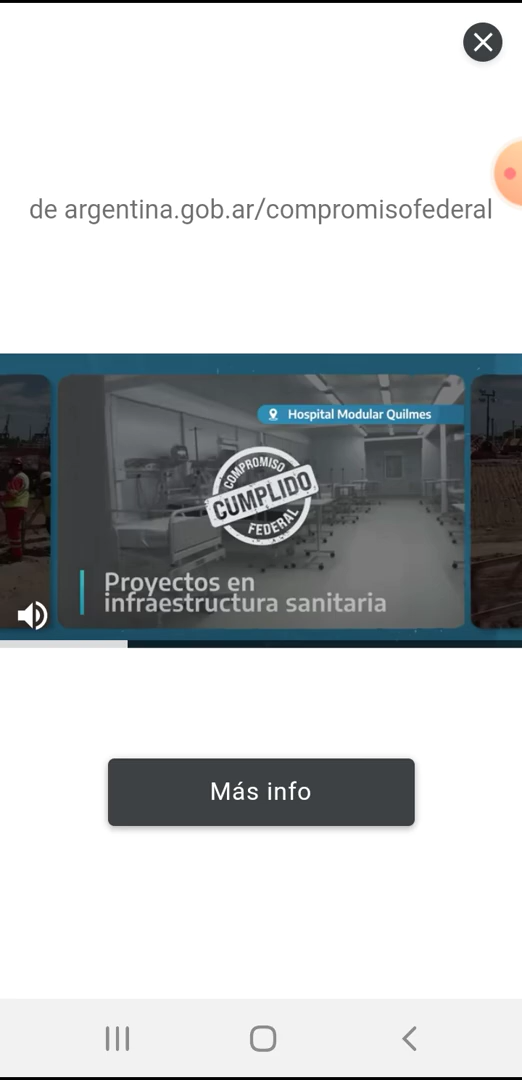 de argentina.gob.ar/compromisofederal
Hospital Modular Quilmes
COMPROMISO
CUMPLIDO
FEDERAL
Proyectos en
infraestructura sanitaria
Más info